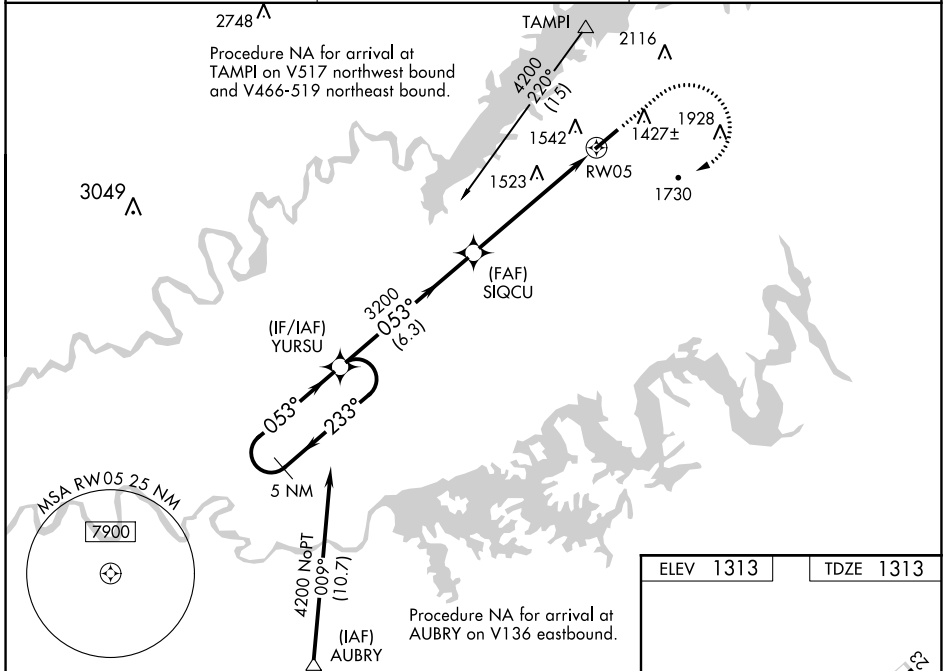 2748
Procedure NA for arrival at
TAMPI on V517 northwest bound
and V466-519 northeast bound.
TAMPI
2116
4200
220°
(15)
1542
1427±
1928
1523
RW05
1730
3049
(FAF)
SIQCU
3200
053°
(6.3)
(IF/IAF)
YURSU
053°
233°
5 NM
MSA RW05 25 NM
7900
4200 NoPT
009°
(10.7)
(IAF)
AUBRY
Procedure NA for arrival at
AUBRY on V136 eastbound.
ELEV 1313
TDZE 1313
23